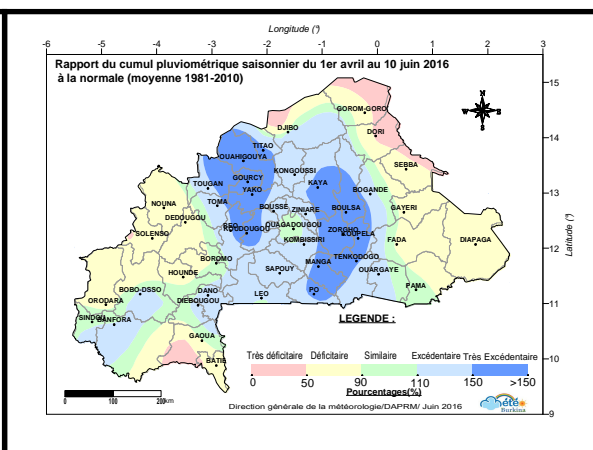 Longitude (°)
-6 -5 -4 -3 -2 -1 0 1 2 3
Rapport du cumul pluviométrique saisonnier du 1er avril au 10 juin 2016
à la normale (moyenne 1981-2010)
15
N
W E
S
GOROM-GORO
DJIBO
DORI
14
TITAO
OUAHIGOUYA
SEBBA
KONGOUSSI
GOURCY
TOUGAN
KAYA
YAKO
BOGANDE
13
NOUNA
TOMA
BOUSSE
ZINIARE
BOULSA
GAYERI
DEDOUGOU
REO
KOUDOUGOU
OUAGADOUGOU
ZORGHO
SOLENSO
KOMBISSIRI
KOUPELA
FADA
DIAPAGA
12
Latitude (°)
BOROMO
MANGA
TENKODOGO
HOUNDE
SAPOUY
OUARGAYE
BOBO-DSSO
DANO
LEO
PO
PAMA
ORODARA
DIEBOUGOU
11
SINDOU
BANFORA
LEGENDE :
GAOUA
Très déficitaire Déficitaire Similaire Excédentaire Très Excédentaire
BATIE
10
0 50 90 110 150 >150
Pourcentages(%)
0 100 200km
Direction générale de la météorologie/DAPRM/ Juin 2016
été
Burkina
9